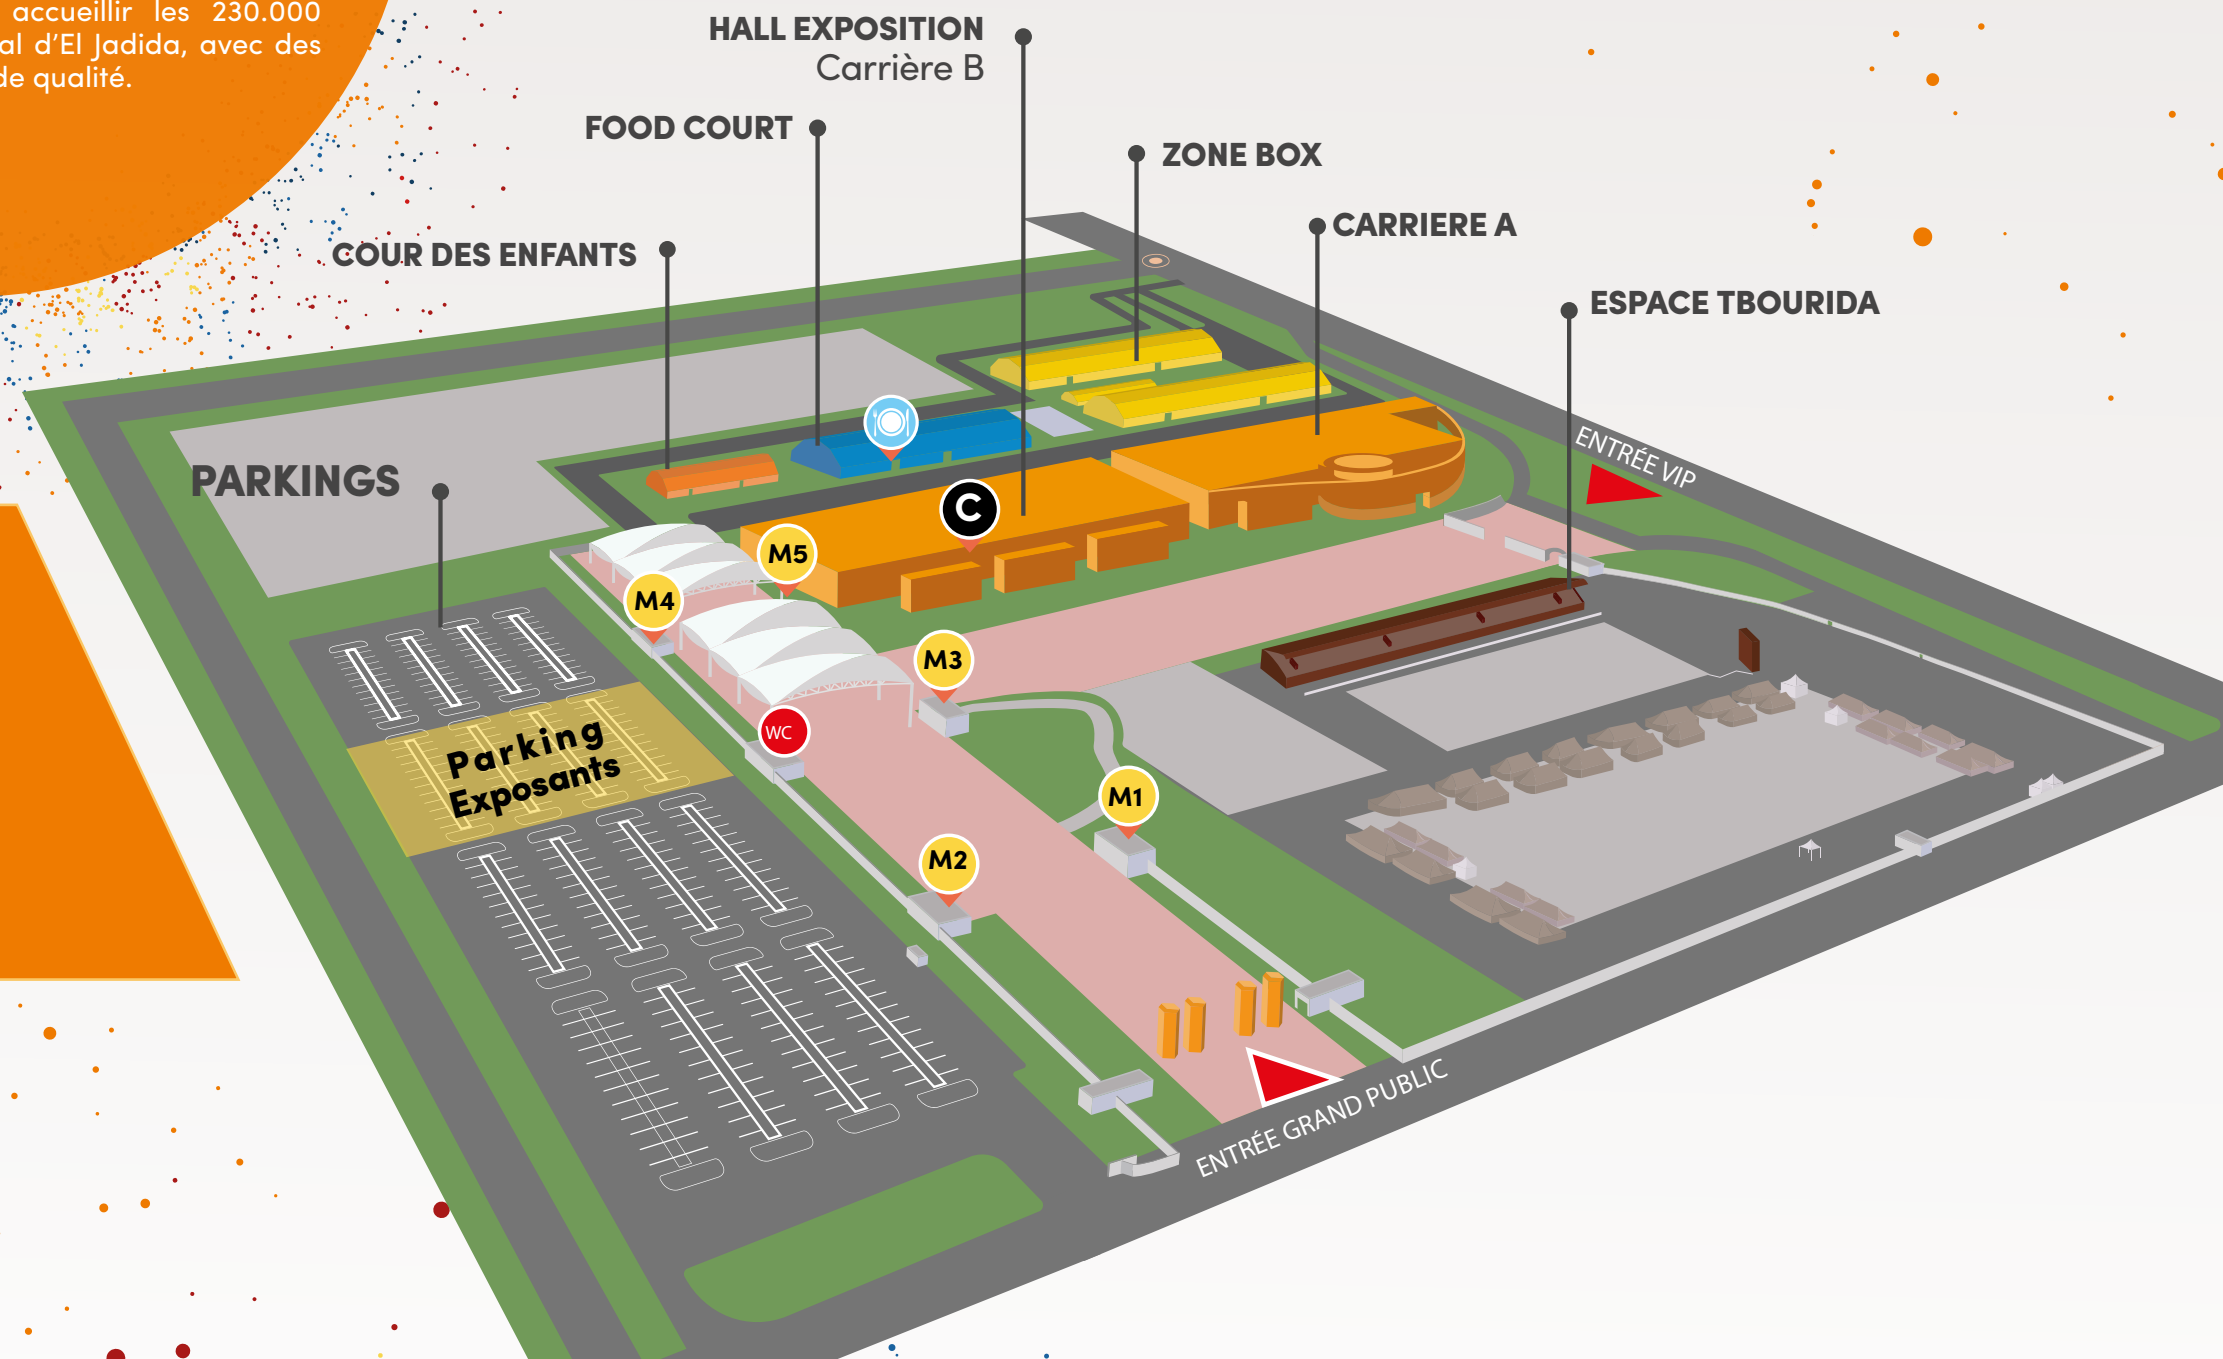 accueillir les 230.000
al d'El Jadida, avec des
de qualité.
HALL EXPOSITION
Carrière B
FOOD COURT
ZONE BOX
CARRIERE A
COUR DES ENFANTS
ESPACE TBOURIDA
ENTRÉE VIP
PARKINGS
C
M5
M4
M3
WC
Parking
Exposants
M1
M2
ENTRÉE GRAND PUBLIC